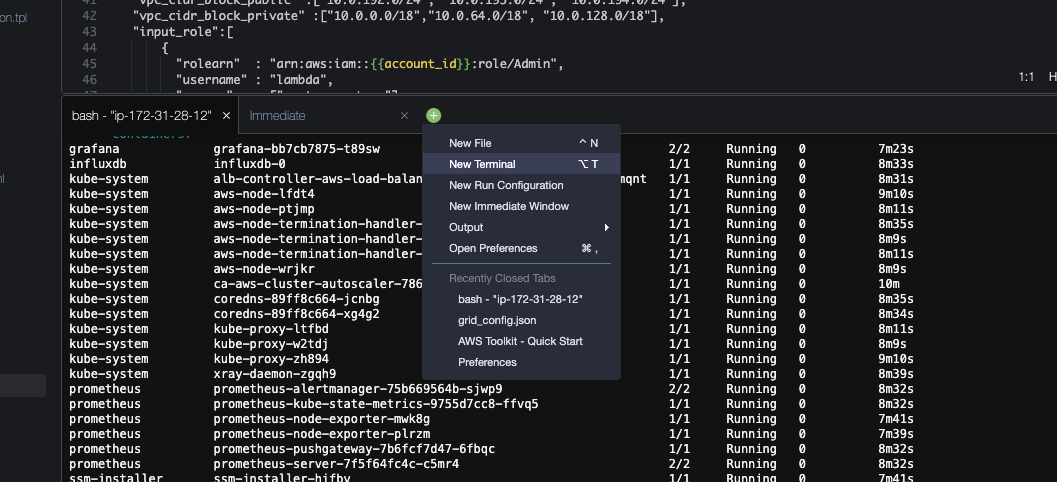 on.tpl
41 "vpc_cidr_block_public" :["10.0.192.0/24", "10.0.193.0/24", "10.0.194.0/24"],
42 "vpc_cidr_block_private" :["10.0.0.0/18","10.0.64.0/18", "10.0.128.0/18"],
43 "input_role":[
44 {
45 "rolearn" : "arn:aws:iam::{{account_id}}:role/Admin",
46 "username" : "lambda",
1:1
bash - "ip-172-31-28-12" × Immediate ×
containers:
New File ^ N
New Terminal ⌥ T
New Run Configuration
New Immediate Window
Output
Open Preferences ⌘ ,
Recently Closed Tabs
bash - "ip-172-31-28-12"
grid_config.json
AWS Toolkit - Quick Start
Preferences
grafana grafana-bb7cb7875-t89sw 2/2 Running 0 7m23s
influxdb influxdb-0 1/1 Running 0 8m33s
kube-system alb-controller-aws-load-balan mqnt 1/1 Running 0 8m31s
kube-system aws-node-lfdt4 1/1 Running 0 9m10s
kube-system aws-node-ptjmp 1/1 Running 0 8m11s
kube-system aws-node-termination-handler- 1/1 Running 0 8m35s
kube-system aws-node-termination-handler- 1/1 Running 0 8m9s
kube-system aws-node-termination-handler- 1/1 Running 0 8m11s
kube-system aws-node-wrjkr 1/1 Running 0 8m9s
kube-system ca-aws-cluster-autoscaler-786 1/1 Running 0 10m
kube-system coredns-89ff8c664-jcnbg 1/1 Running 0 8m35s
kube-system coredns-89ff8c664-xg4g2 1/1 Running 0 8m34s
kube-system kube-proxy-ltfbd 1/1 Running 0 8m11s
kube-system kube-proxy-w2tdj 1/1 Running 0 8m9s
kube-system kube-proxy-zh894 1/1 Running 0 9m10s
kube-system xray-daemon-zgqh9 1/1 Running 0 8m39s
prometheus prometheus-alertmanager-75b669564b-sjwp9 2/2 Running 0 8m32s
prometheus prometheus-kube-state-metrics-9755d7cc8-ffvq5 1/1 Running 0 8m32s
prometheus prometheus-node-exporter-mwk8g 1/1 Running 0 7m41s
prometheus prometheus-node-exporter-plrzm 1/1 Running 0 7m39s
prometheus prometheus-pushgateway-7b6fcf7d47-6fbqc 1/1 Running 0 8m32s
prometheus prometheus-server-7f5f64fc4c-c5mr4 2/2 Running 0 8m32s
ssm-installer ssm-installer-hifbv 1/1 Running 0 8m32s